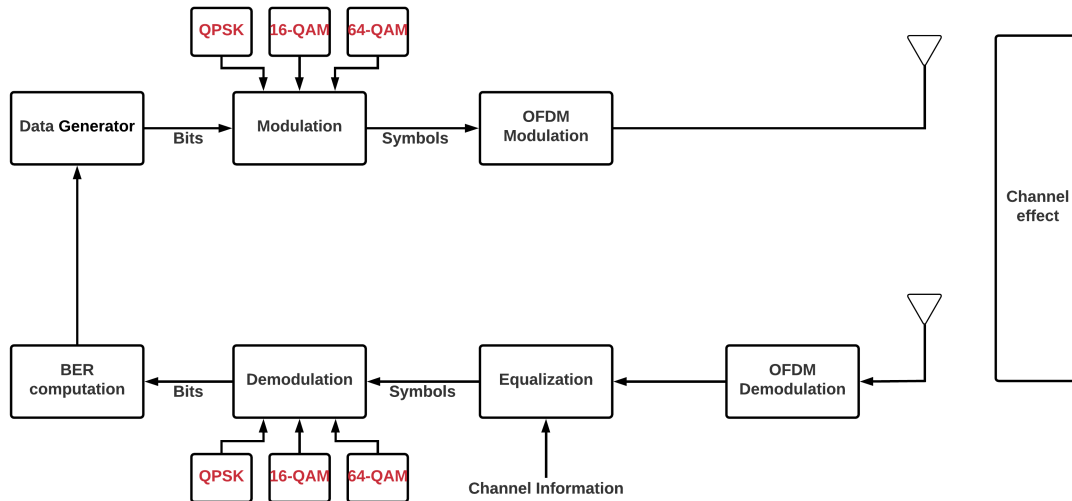 QPSK
16-QAM
64-QAM
Data Generator
Bits
Modulation
Symbols
OFDM
Modulation
Channel
effect
BER
computation
Bits
Demodulation
Symbols
Equalization
OFDM
Demodulation
QPSK
16-QAM
64-QAM
Channel Information